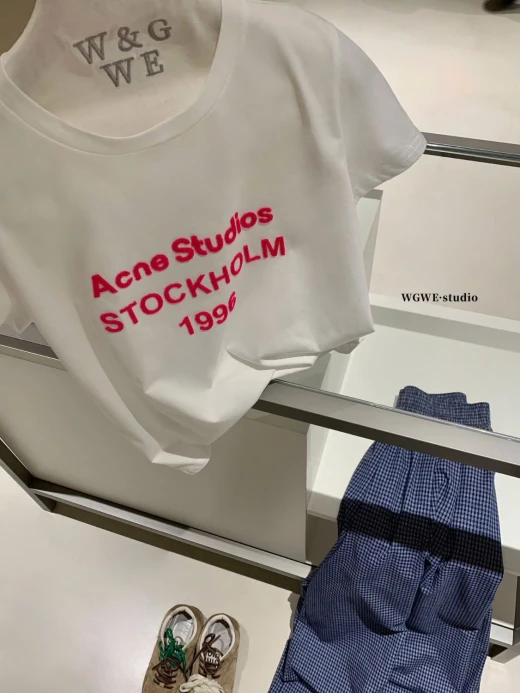 W & G
WE
Acne Studios
STOCKHOLM
1996
WGWE·studio